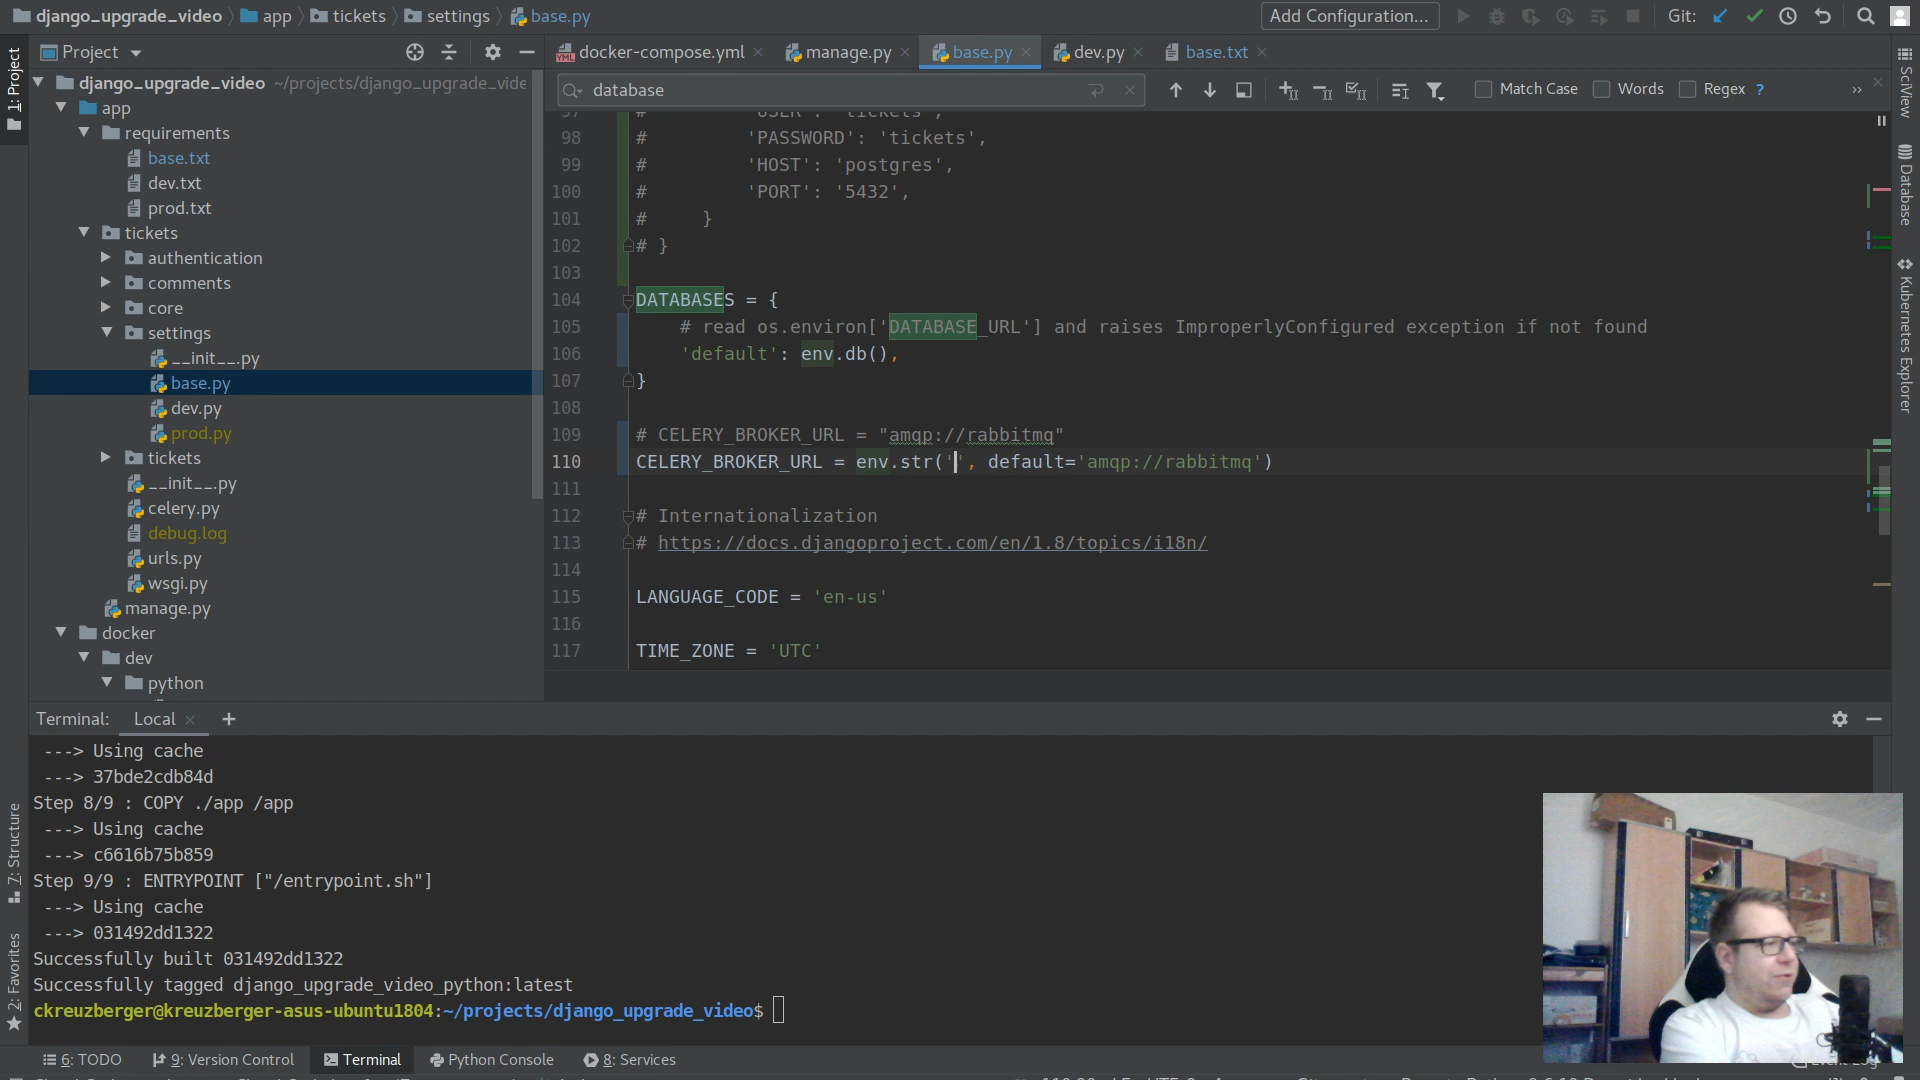 django_upgrade_video
app
tickets
settings
base.py
Add Configuration...
Git:
1: Project
Project
docker-compose.yml
manage.py
base.py
dev.py
base.txt
database
Match Case
Words
Regex
?
»
django_upgrade_video ~/projects/django_upgrade_vide
app
requirements
base.txt
dev.txt
prod.txt
tickets
authentication
comments
core
settings
__init__.py
base.py
dev.py
prod.py
tickets
__init__.py
celery.py
debug.log
urls.py
wsgi.py
manage.py
docker
dev
python
97 # 'USER': 'tickets',
98 # 'PASSWORD': 'tickets',
99 # 'HOST': 'postgres',
100 # 'PORT': '5432',
101 # }
102 # }
103
104 DATABASES = {
105 # read os.environ['DATABASE_URL'] and raises ImproperlyConfigured exception if not found
106 'default': env.db(),
107 }
108
109 # CELERY_BROKER_URL = "amqp://rabbitmq"
110 CELERY_BROKER_URL = env.str('', default='amqp://rabbitmq')
111
112 # Internationalization
113 # https://docs.djangoproject.com/en/1.8/topics/i18n/
114
115 LANGUAGE_CODE = 'en-us'
116
117 TIME_ZONE = 'UTC'
SciView
Database
Kubernetes Explorer
Terminal:
Local
+
---> Using cache
---> 37bde2cdb84d
Step 8/9 : COPY ./app /app
---> Using cache
---> c6616b75b859
Step 9/9 : ENTRYPOINT ["/entrypoint.sh"]
---> Using cache
---> 031492dd1322
Successfully built 031492dd1322
Successfully tagged django_upgrade_video_python:latest
ckreuzberger@kreuzberger-asus-ubuntu1804:~/projects/django_upgrade_video$
7: Structure
2: Favorites
6: TODO
9: Version Control
Terminal
Python Console
8: Services
Event Log